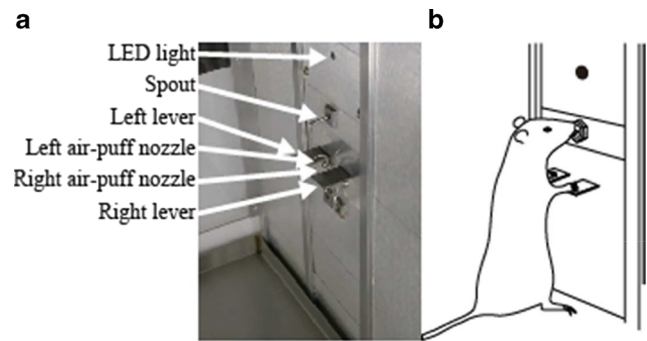 a
b
LED light
Spout
Left lever
Left air-puff nozzle
Right air-puff nozzle
Right lever